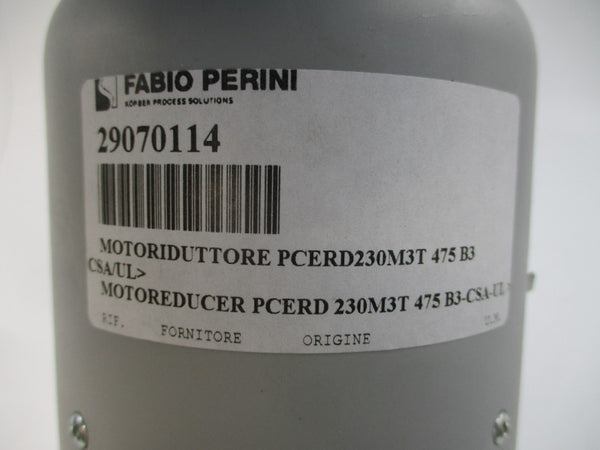 FABIO PERINI
KÖRBER PROCESS SOLUTIONS
29070114
MOTORIDUTTORE PCERD230M3T 475 B3
CSA/UL>
MOTOREDUCER PCERD 230M3T 475 B3-CSA-UL>
RIF. FORNITORE ORIGINE U.M.